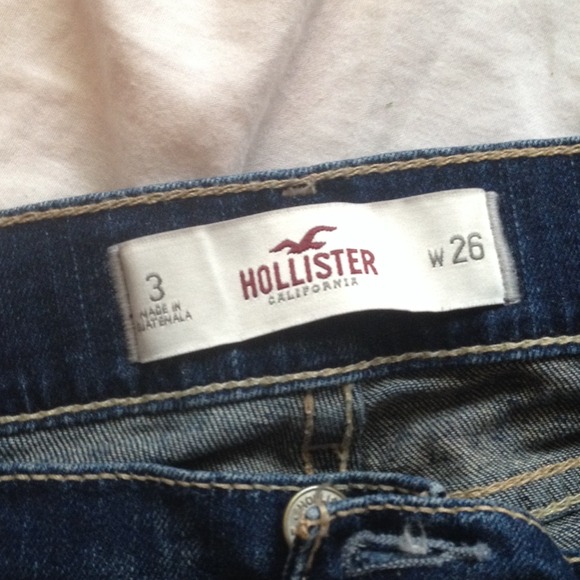 3
MADE IN
GUATEMALA
HOLLISTER
CALIFORNIA
W 26